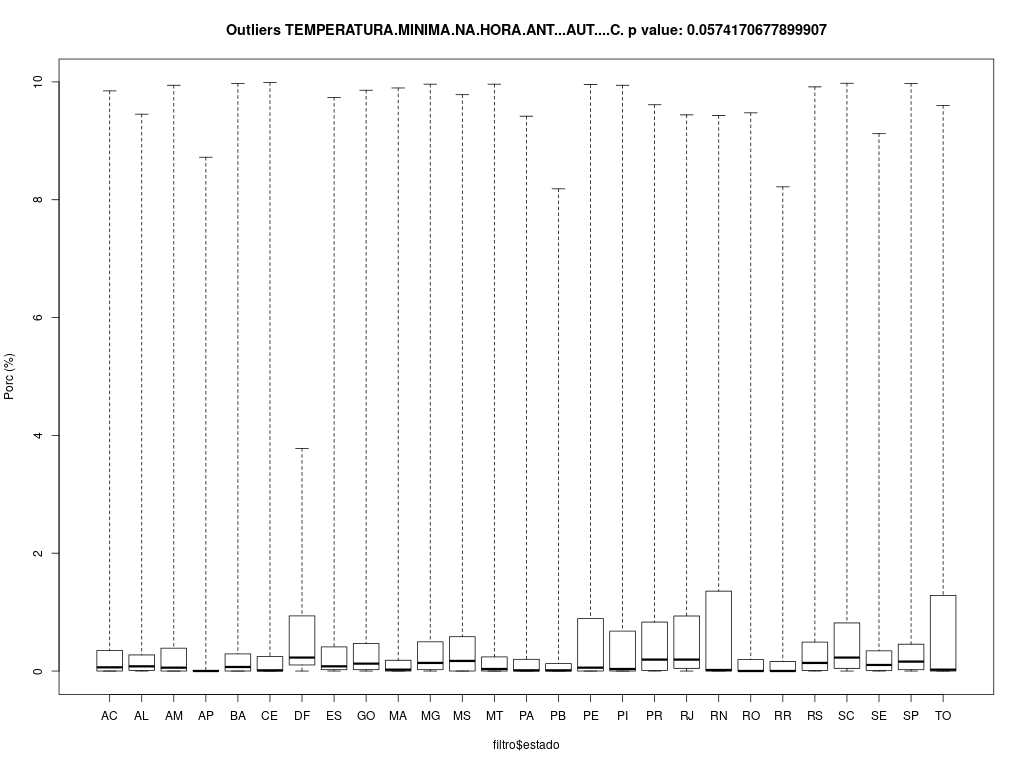 Outliers TEMPERATURA.MINIMA.NA.HORA.ANT...AUT....C. p value: 0.0574170677899907
10
8
6
4
2
0
Porc (%)
AC AL AM AP BA CE DF ES GO MA MG MS MT PA PB PE PI PR RJ RN RO RR RS SC SE SP TO
filtro$estado